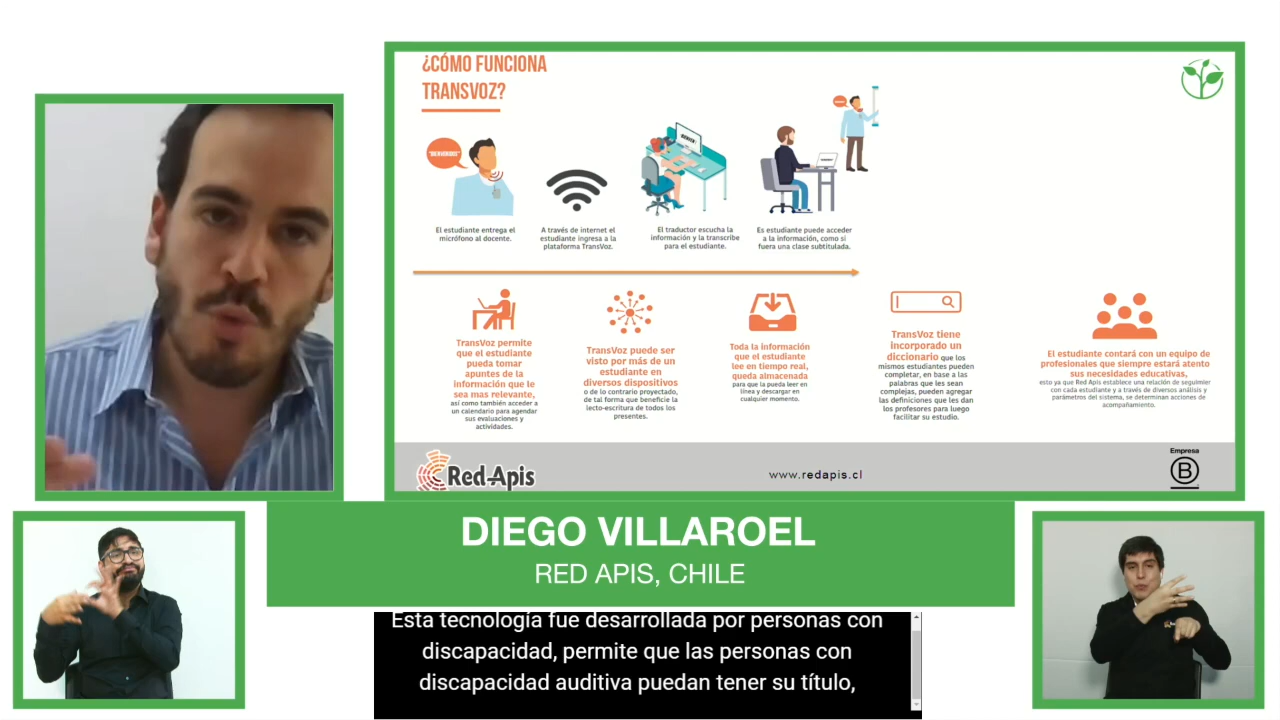 ¿CÓMO FUNCIONA
TRANSVOZ?
"BIENVENIDOS"
El estudiante entrega el
micrófono al docente.
A través de internet el
estudiante ingresa a la
plataforma TransVoz.
El traductor escucha la
información y la transcribe
para el estudiante.
Es estudiante puede acceder
a la información, como si
fuera una clase subtitulada.
TransVoz permite
que el estudiante
pueda tomar
apuntes de la
información que le
sea mas relevante,
así como también acceder a
un calendario para agendar
sus evaluaciones y
actividades.
TransVoz puede ser
visto por más de un
estudiante en
diversos dispositivos
o de lo contrario proyectado,
de tal forma que beneficie la
lecto-escritura de todos los
presentes.
Toda la información
que el estudiante
lee en tiempo real,
queda almacenada
para que la pueda leer en
línea y descargar en
cualquier momento.
TransVoz tiene
incorporado un
diccionario que los
mismos estudiantes pueden
completar, en base a las
palabras que les sean
complejas, pueden agregar
las definiciones que les dan
los profesores para luego
facilitar su estudio.
El estudiante contará con un equipo de
profesionales que siempre estará atento
sus necesidades educativas,
esto ya que Red Apis establece una relación de seguimier
con cada estudiante y a través de diversos análisis y
parámetros del sistema, se determinan acciones de
acompañamiento.
Red-Apis
www.redapis.cl
Empresa
B
DIEGO VILLAROEL
RED APIS, CHILE
Esta tecnología fue desarrollada por personas con
discapacidad, permite que las personas con
discapacidad auditiva puedan tener su título,